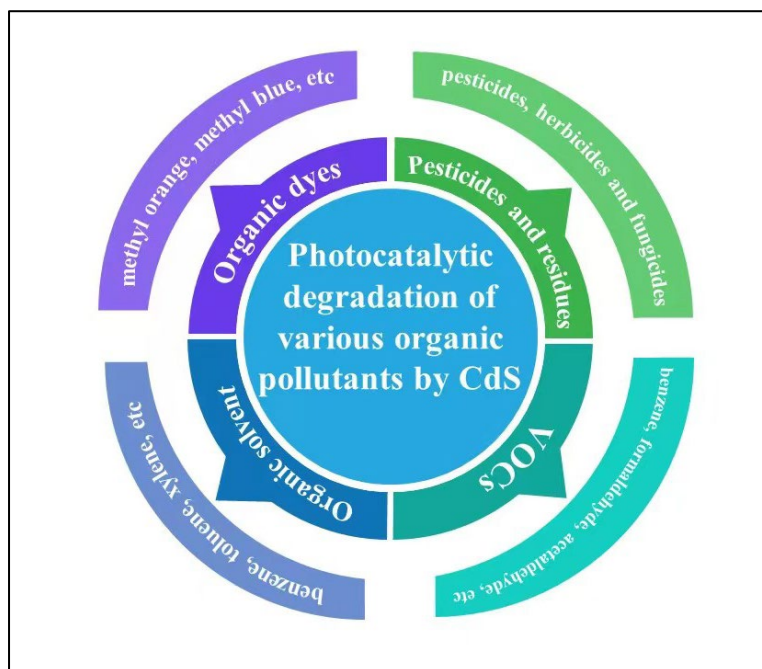 Photocatalytic
degradation of
various organic
pollutants by CdS
Organic dyes
methyl orange, methyl blue, etc
Pesticides and residues
pesticides, herbicides and fungicides
Organic solvent
benzene, toluene, xylene, etc
VOCs
benzene, formaldehyde, acetaldehyde, etc